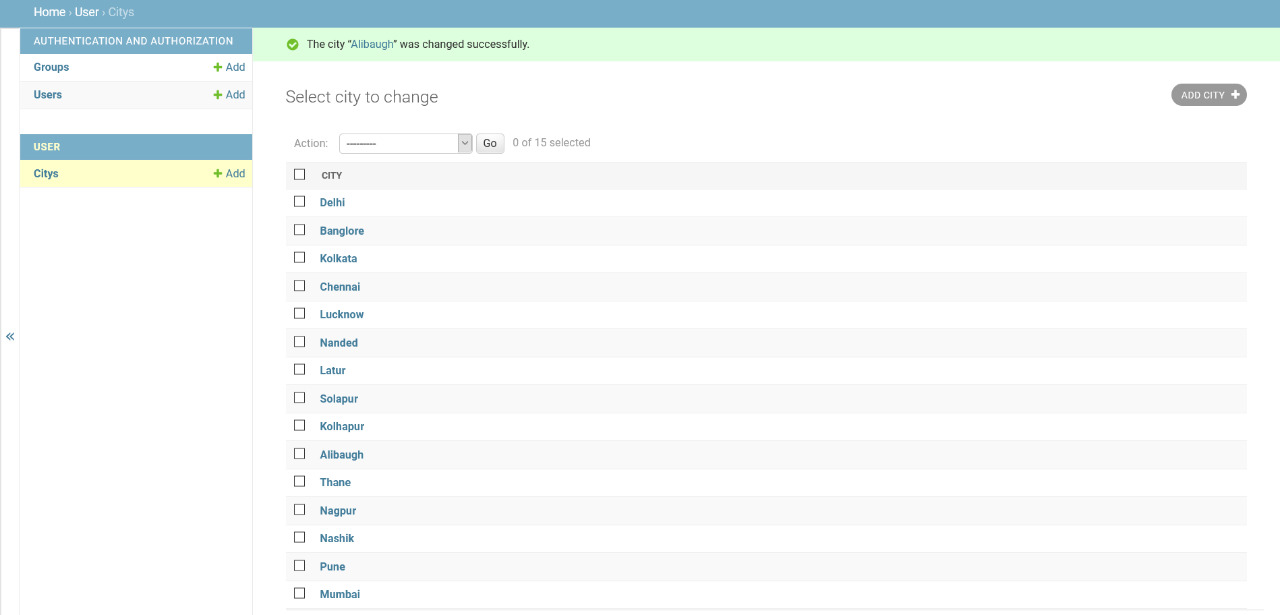 Home › User › Citys
AUTHENTICATION AND AUTHORIZATION
Groups + Add
Users + Add
USER
Citys + Add
«
The city “Alibaugh” was changed successfully.
Select city to change
ADD CITY +
Action: --------- Go 0 of 15 selected
CITY
Delhi
Banglore
Kolkata
Chennai
Lucknow
Nanded
Latur
Solapur
Kolhapur
Alibaugh
Thane
Nagpur
Nashik
Pune
Mumbai